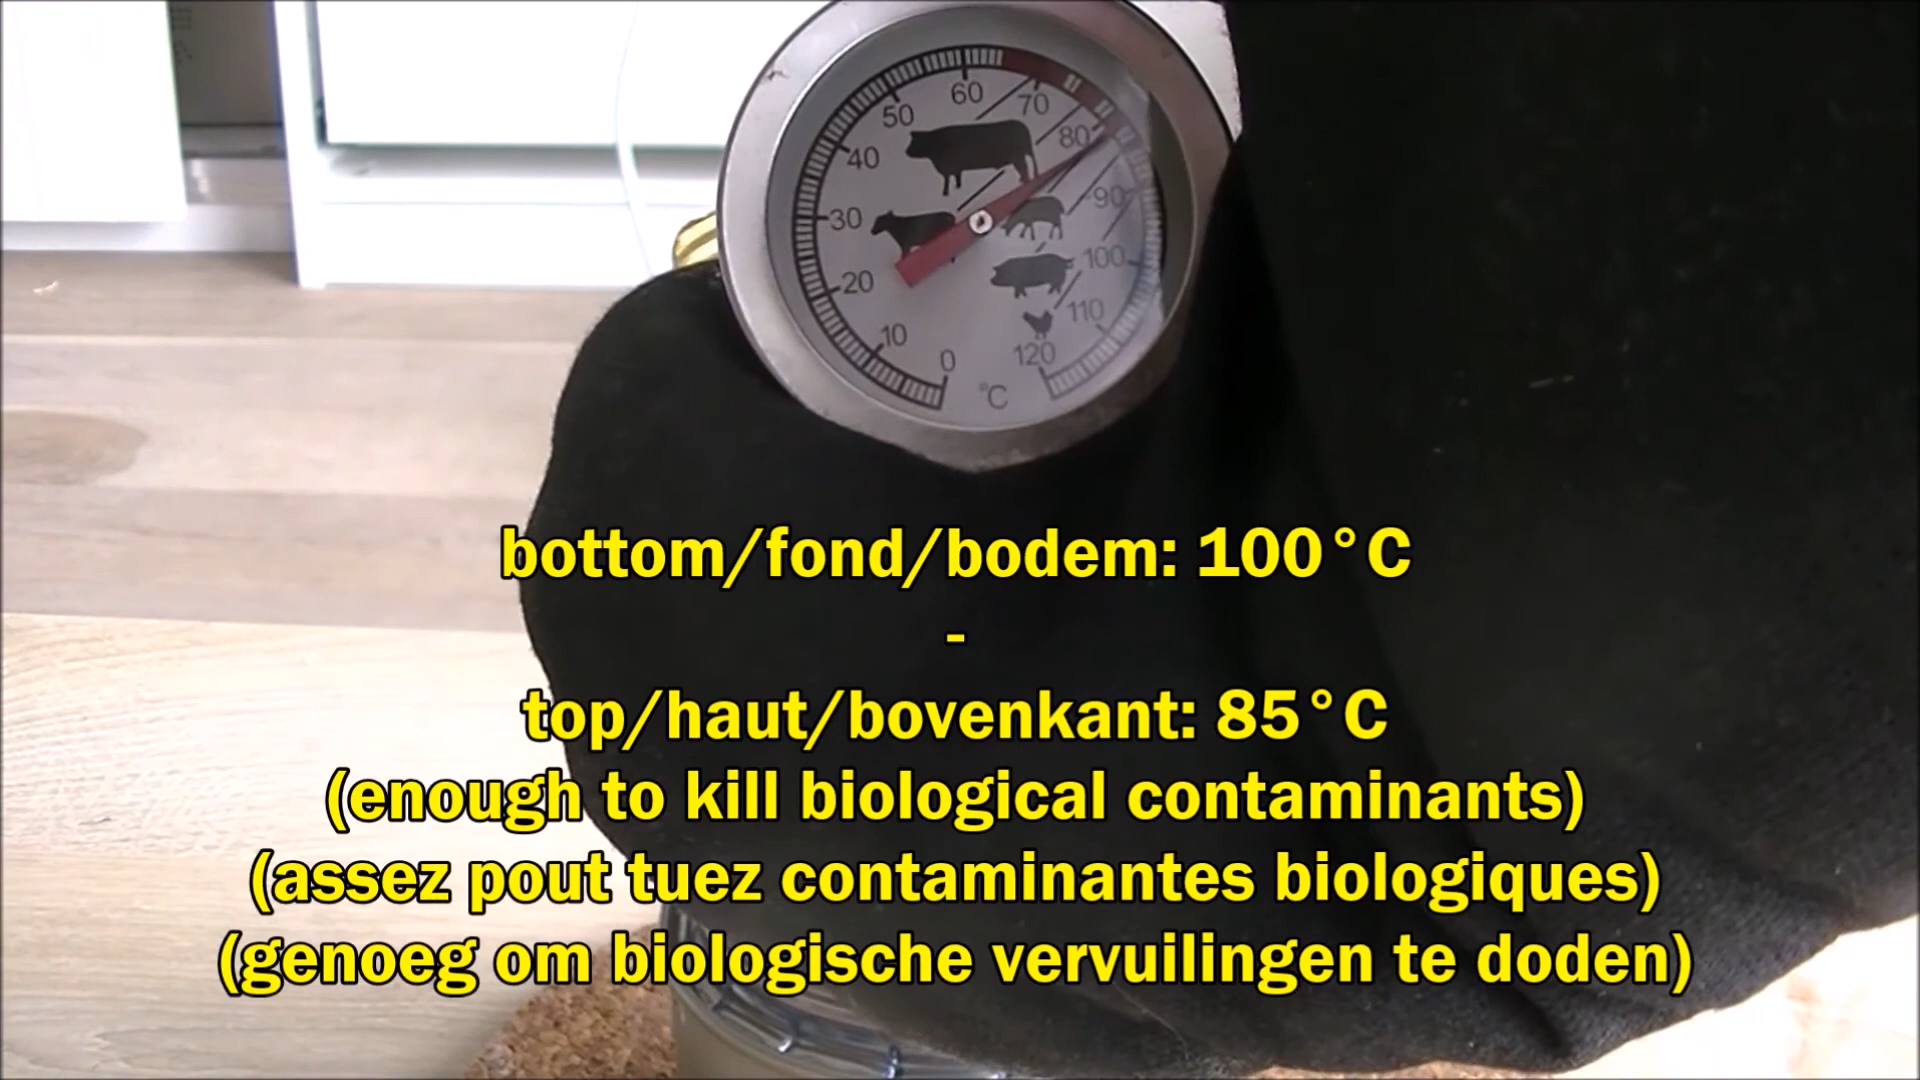 60
50
70
40
80
30
90
20
100
10
110
0
120
°C
bottom/fond/bodem: 100°C
-
top/haut/bovenkant: 85°C
(enough to kill biological contaminants)
(assez pout tuez contaminantes biologiques)
(genoeg om biologische vervuilingen te doden)